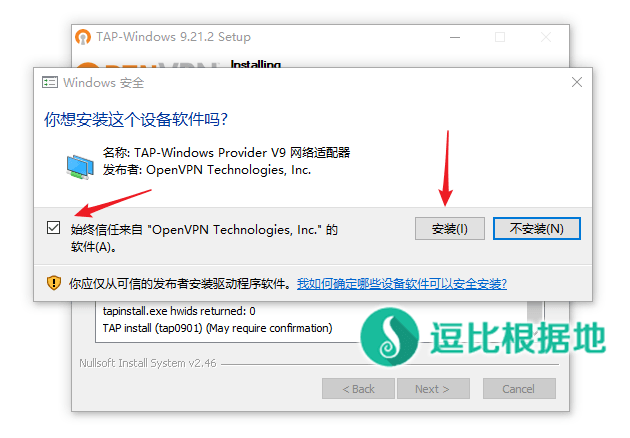 TAP-Windows 9.21.2 Setup
Installing
Windows 安全
你想安装这个设备软件吗?
名称: TAP-Windows Provider V9 网络适配器
发布者: OpenVPN Technologies, Inc.
始终信任来自 "OpenVPN Technologies, Inc." 的
软件(A)。
安装(I)
不安装(N)
你应仅从可信的发布者安装驱动程序软件。我如何确定哪些设备软件可以安全安装?
tapinstall.exe hwids returned: 0
TAP install (tap0901) (May require confirmation)
逗比根据地
Nullsoft Install System v2.46
< Back
Next >
Cancel